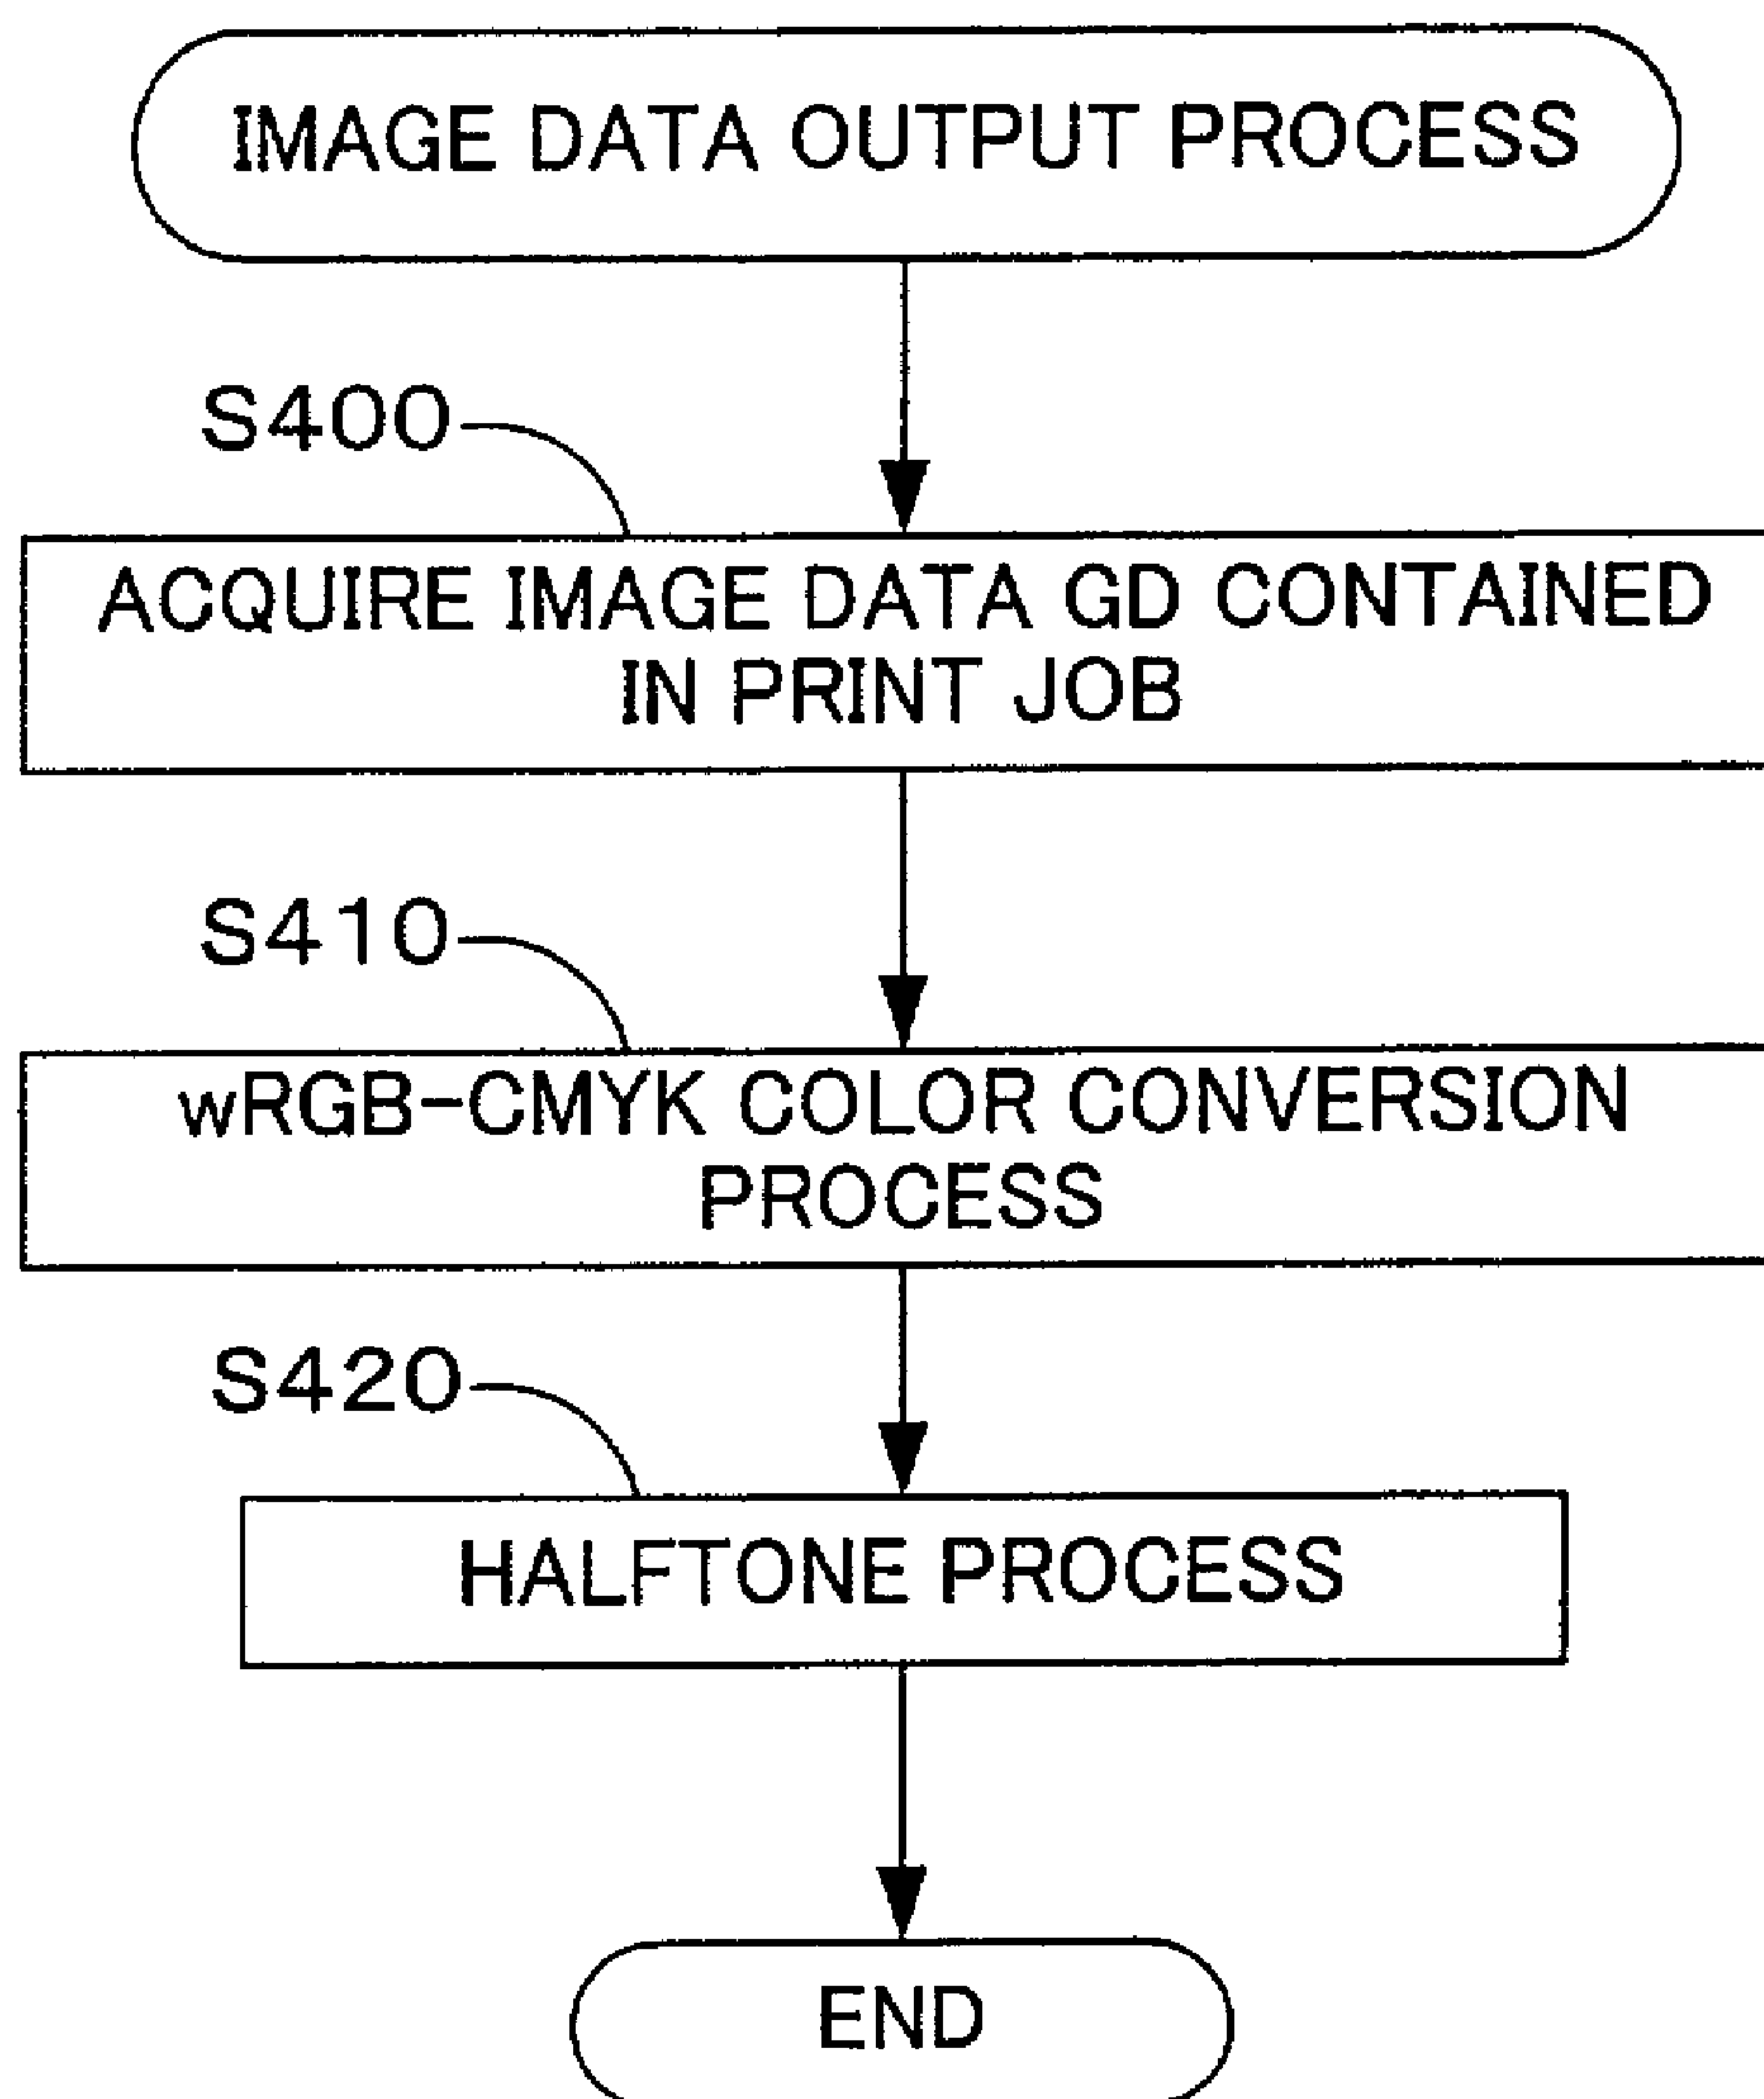 IMAGE DATA OUTPUT PROCESS
S400
ACQUIRE IMAGE DATA GD CONTAINED
IN PRINT JOB
S410
wRGB-CMYK COLOR CONVERSION
PROCESS
S420
HALFTONE PROCESS
END